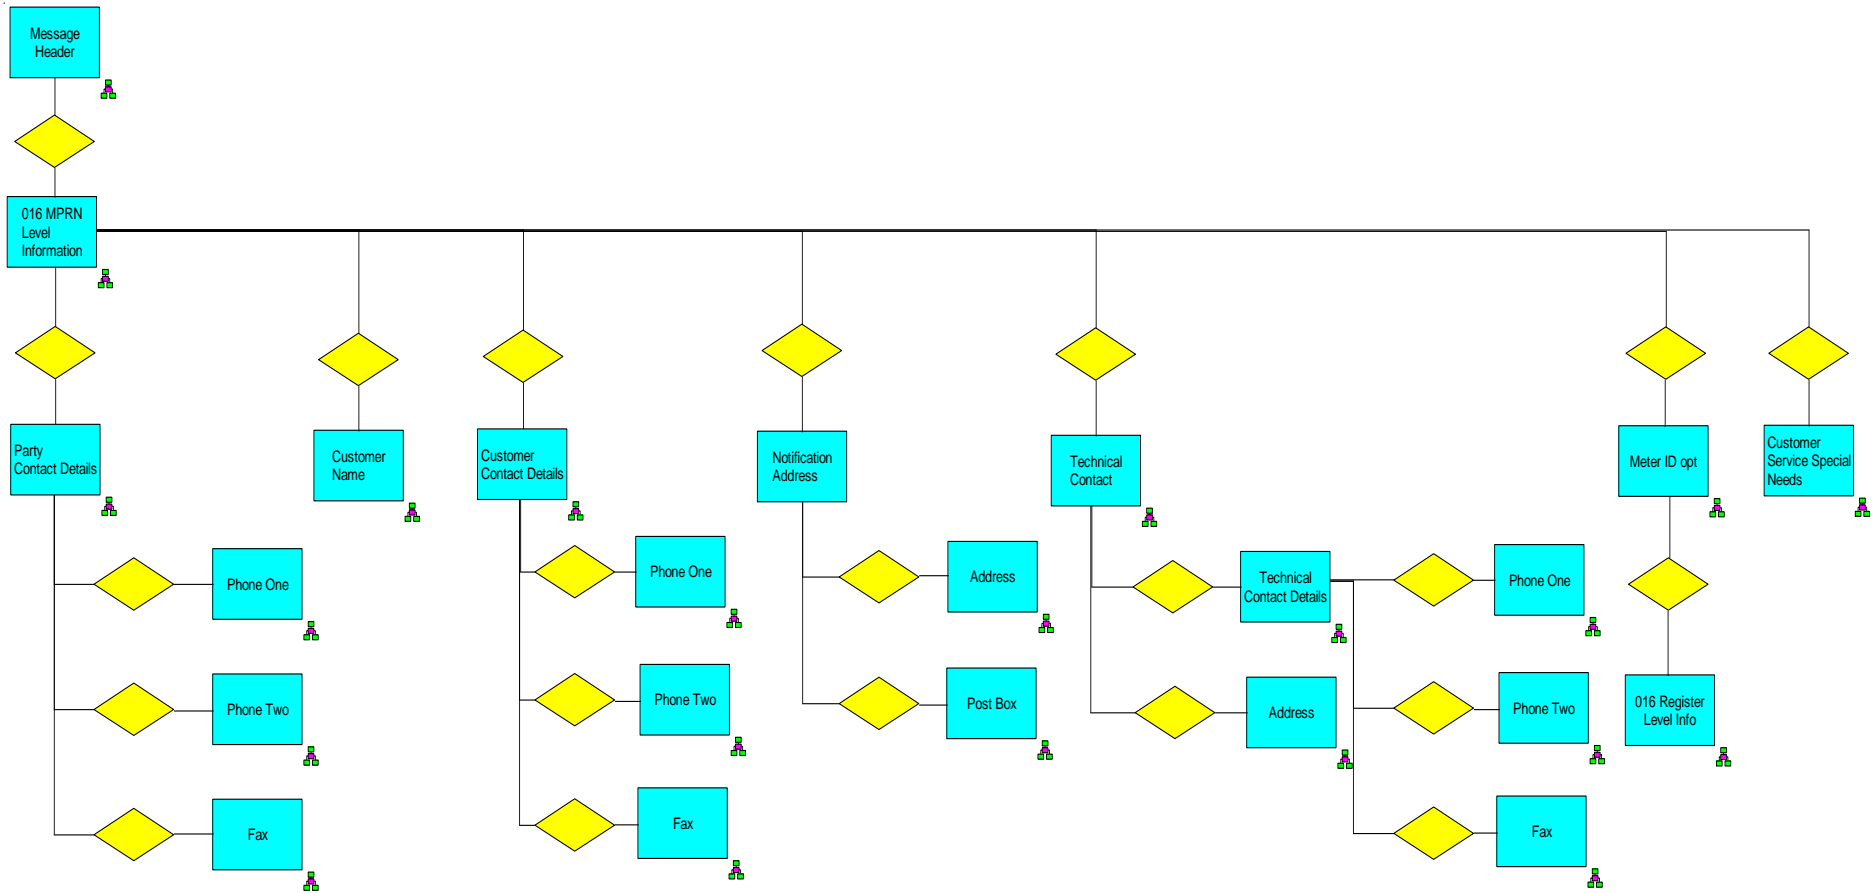 Message
Header
016 MPRN
Level
Information
Party
Contact Details
Customer
Name
Customer
Contact Details
Notification
Address
Technical
Contact
Meter ID opt
Customer
Service Special
Needs
Phone One
Phone One
Address
Technical
Contact Details
Phone One
Phone Two
Phone Two
Post Box
Address
Phone Two
016 Register
Level Info
Fax
Fax
Fax